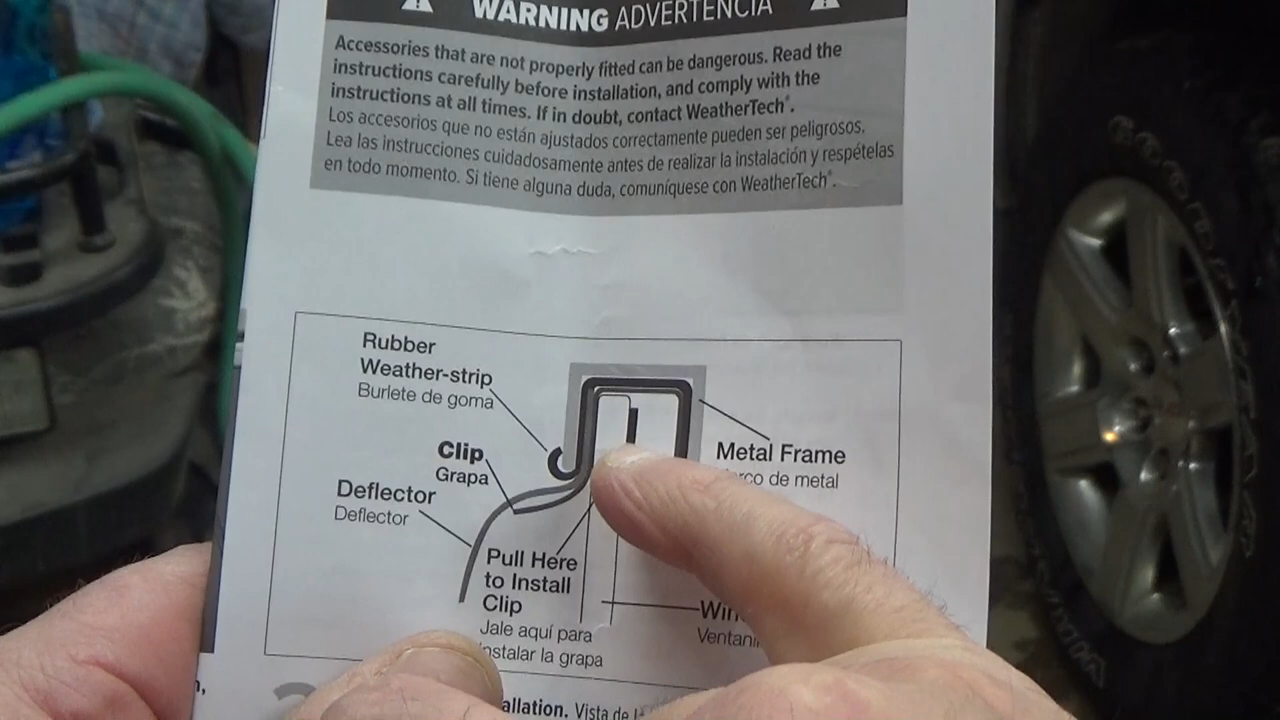 WARNING ADVERTENCIA
Accessories that are not properly fitted can be dangerous. Read the
instructions carefully before installation, and comply with the
instructions at all times. If in doubt, contact WeatherTech®.
Los accesorios que no están ajustados correctamente pueden ser peligrosos.
Lea las instrucciones cuidadosamente antes de realizar la instalación y respételas
en todo momento. Si tiene alguna duda, comuníquese con WeatherTech®.
Rubber
Weather-strip
Burlete de goma
Clip
Grapa
Deflector
Deflector
Metal Frame
de metal
Pull Here
to Install
Clip
Jale aquí para
instalar la grapa
Vista de